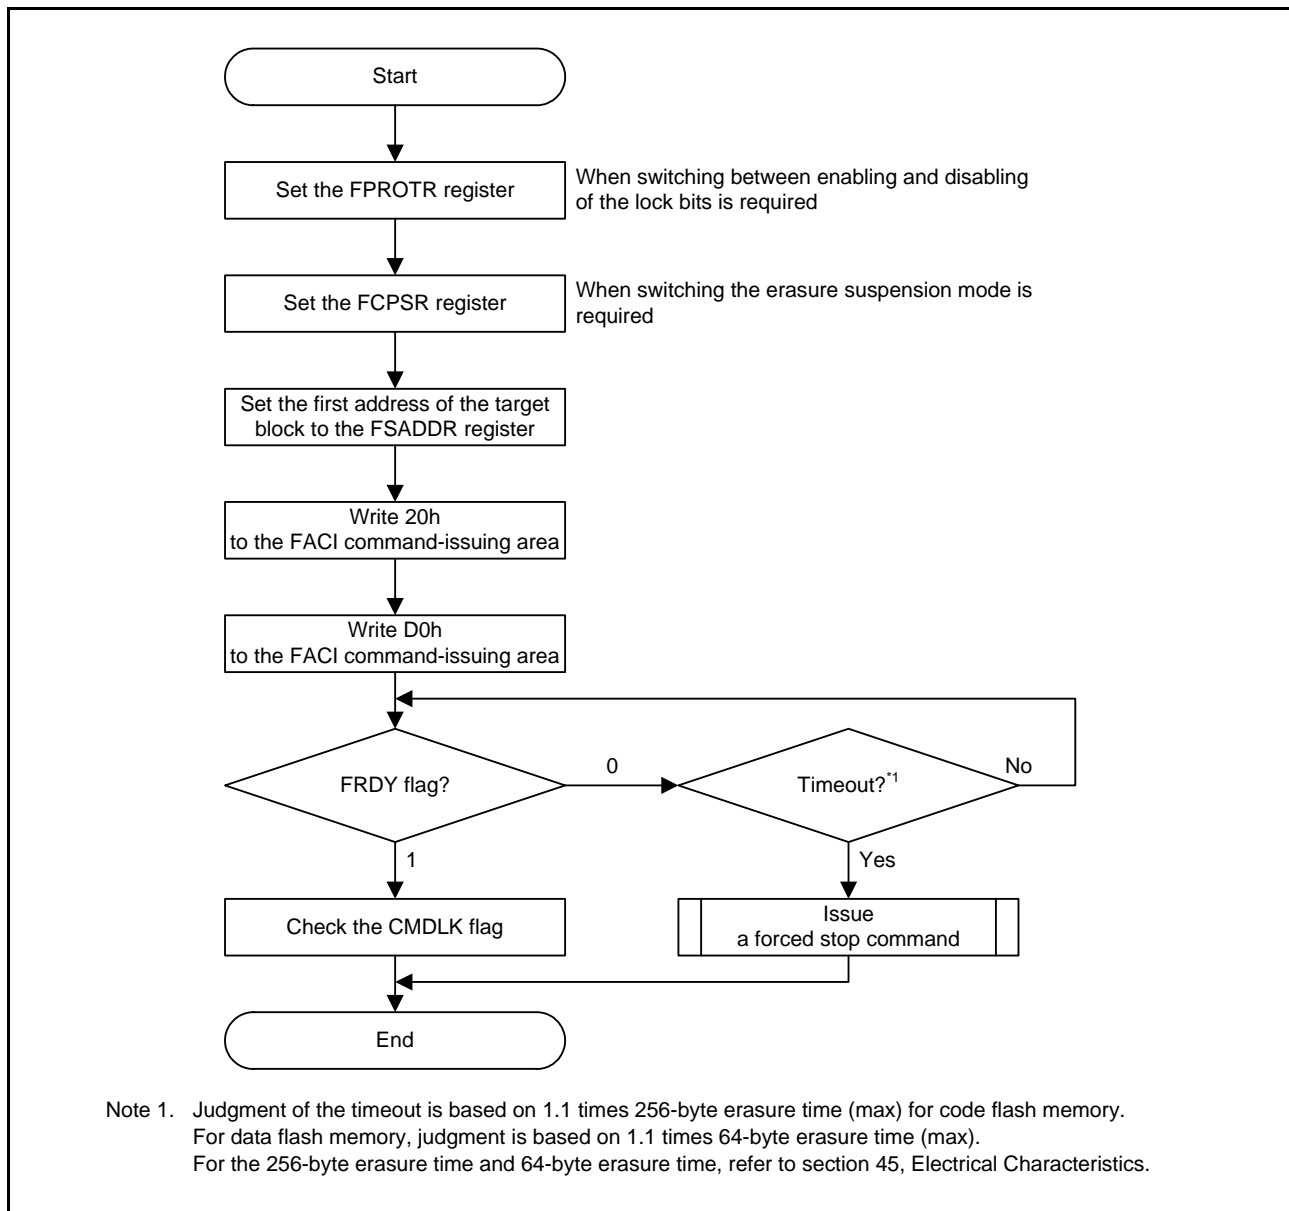 Start
Set the FPROTR register
When switching between enabling and disabling
of the lock bits is required
Set the FCPSR register
When switching the erasure suspension mode is
required
Set the first address of the target
block to the FSADDR register
Write 20h
to the FACI command-issuing area
Write D0h
to the FACI command-issuing area
FRDY flag?
0
Timeout?*1
No
1
Yes
Check the CMDLK flag
Issue
a forced stop command
End
Note 1. Judgment of the timeout is based on 1.1 times 256-byte erasure time (max) for code flash memory.
For data flash memory, judgment is based on 1.1 times 64-byte erasure time (max).
For the 256-byte erasure time and 64-byte erasure time, refer to section 45, Electrical Characteristics.